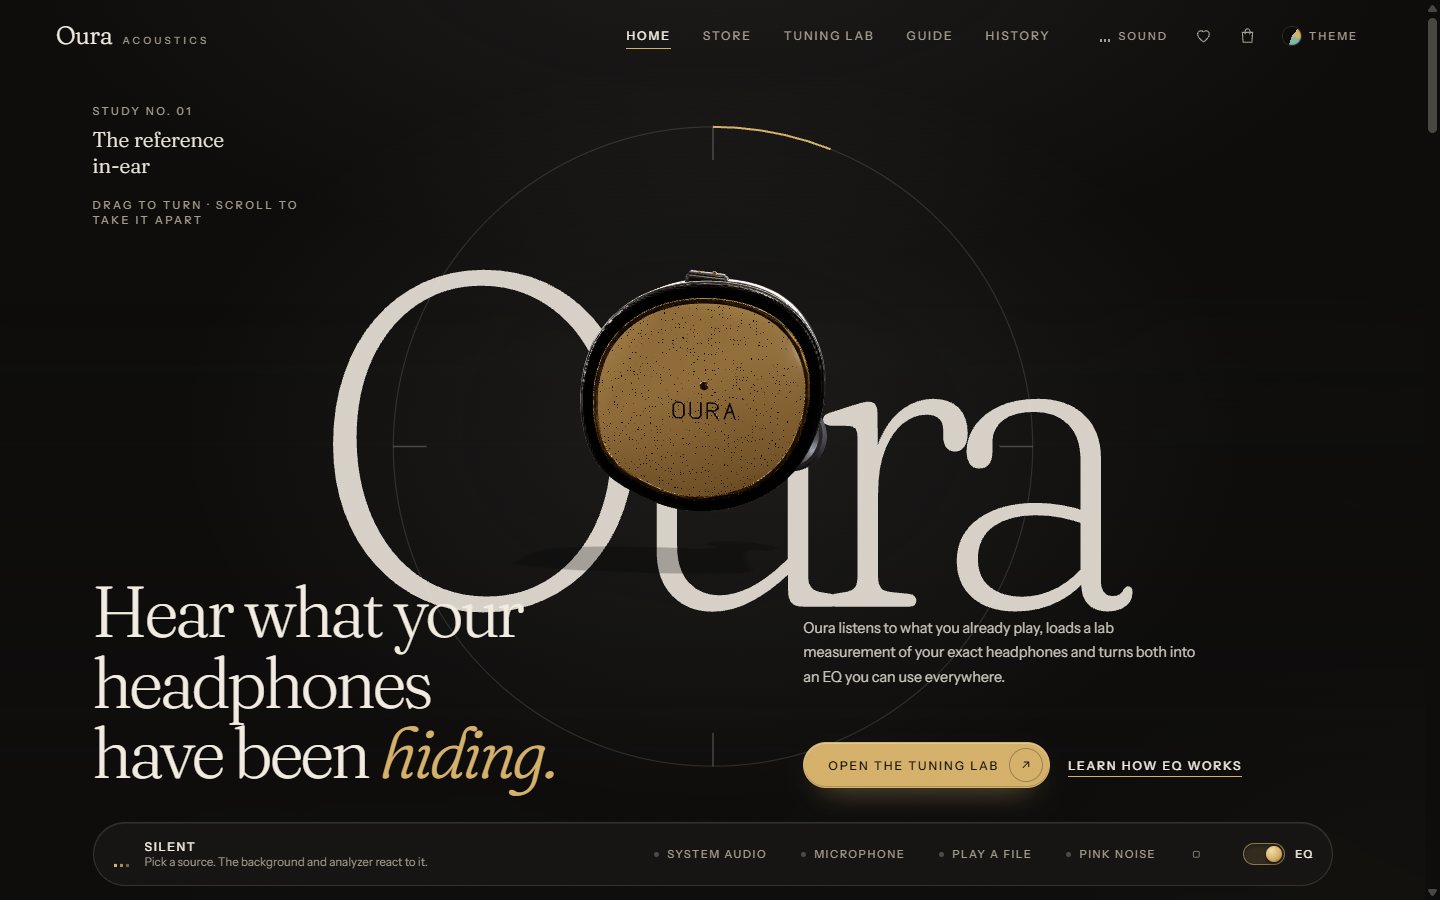 Oura ACOUSTICS
HOME STORE TUNING LAB GUIDE HISTORY SOUND THEME
STUDY NO. 01
The reference
in-ear
DRAG TO TURN · SCROLL TO
TAKE IT APART
Oura
OURA
Hear what your
headphones
have been hiding.
Oura listens to what you already play, loads a lab
measurement of your exact headphones and turns both into
an EQ you can use everywhere.
OPEN THE TUNING LAB
LEARN HOW EQ WORKS
SILENT
Pick a source. The background and analyzer react to it.
SYSTEM AUDIO MICROPHONE PLAY A FILE PINK NOISE EQ